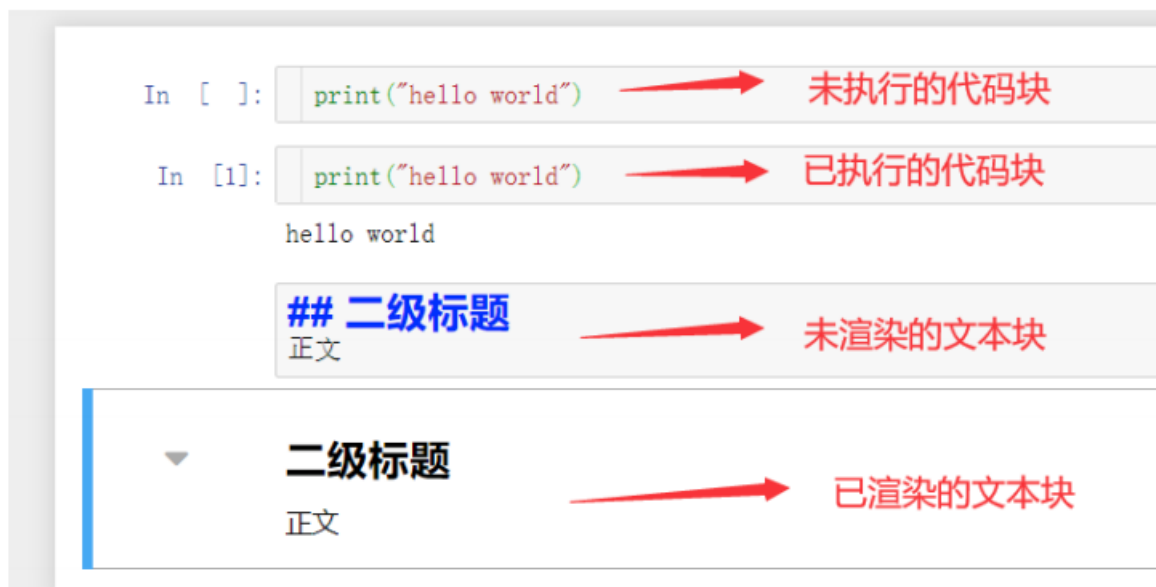 In [ ]: print("hello world") 未执行的代码块
In [1]: print("hello world") 已执行的代码块
hello world
## 二级标题
正文
未渲染的文本块
二级标题
已渲染的文本块
正文